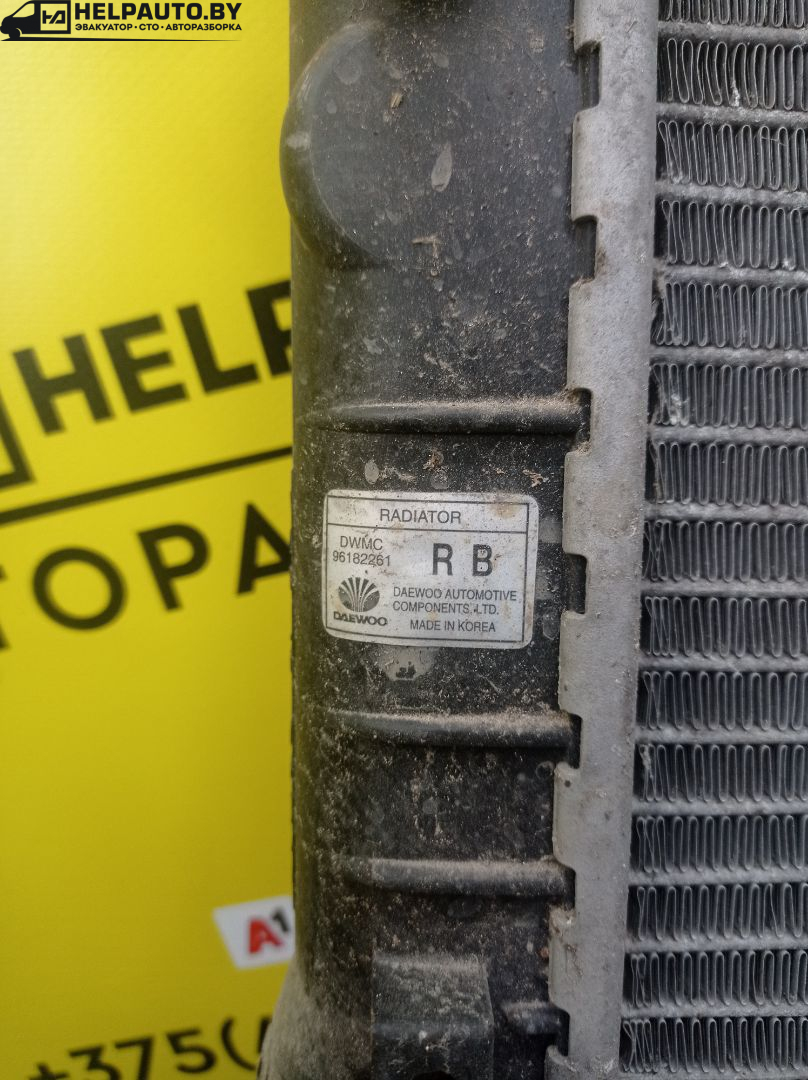 HELPAUTO.BY
ЭВАКУАТОР • СТО • АВТОРАЗБОРКА
HELP
ТОРА
RADIATOR
DWMC
96182261
R B
DAEWOO AUTOMOTIVE
COMPONENTS, LTD.
MADE IN KOREA
DAEWOO
A1
+375(